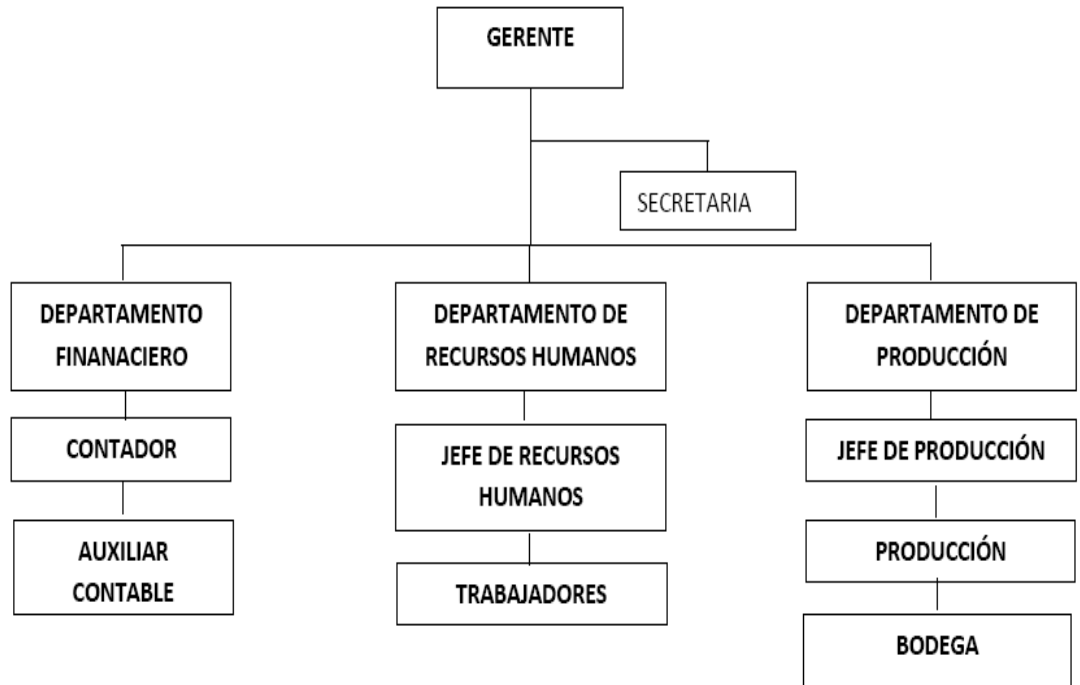 GERENTE
SECRETARIA
DEPARTAMENTO
FINANACIERO
DEPARTAMENTO DE
RECURSOS HUMANOS
DEPARTAMENTO DE
PRODUCCIÓN
CONTADOR
JEFE DE RECURSOS
HUMANOS
JEFE DE PRODUCCIÓN
AUXILIAR
CONTABLE
TRABAJADORES
PRODUCCIÓN
BODEGA